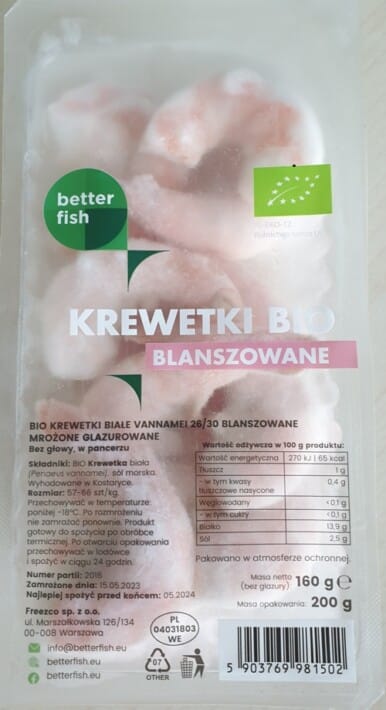 better
fish
PL-EKO-12
Rolnictwo spoza UE
KREWETKI BIO
BLANSZOWANE
BIO KREWETKI BIAŁE VANNAMEI 26/30 BLANSZOWANE
MROŻONE GLAZUROWANE
Bez głowy, w pancerzu
Składniki: BIO Krewetka biała
(Penaeus vannamei), sól morska.
Wyhodowane w Kostaryce.
Rozmiar: 57-66 szt/kg.
Przechowywać w temperaturze:
poniżej -18°C. Po rozmrożeniu
nie zamrażać ponownie. Produkt
gotowy do spożycia po obróbce
termicznej. Po otwarciu opakowania
przechowywać w lodówce
i spożyć w ciągu 24 godzin.
Numer partii: 2018
Zamrożone dnia: 15.05.2023
Najlepiej spożyć przed końcem: 05.2024
Freezco sp. z o.o.
ul. Marszałkowska 126/134
00-008 Warszawa
info@betterfish.eu
betterfish.eu
betterfish.eu
Wartość odżywcza w 100 g produktu:
Wartość energetyczna 270 kJ | 65 kcal
Tłuszcz 1 g
- w tym kwasy
tłuszczowe nasycone 0,4 g
Węglowodany <0,1 g
- w tym cukry <0,1 g
Białko 13,9 g
Sól 2,5 g
Pakowano w atmosferze ochronnej.
Masa netto
(bez glazury) 160 g e
Masa opakowania: 200 g
PL
04031803
WE
07
OTHER
5 903769 981502